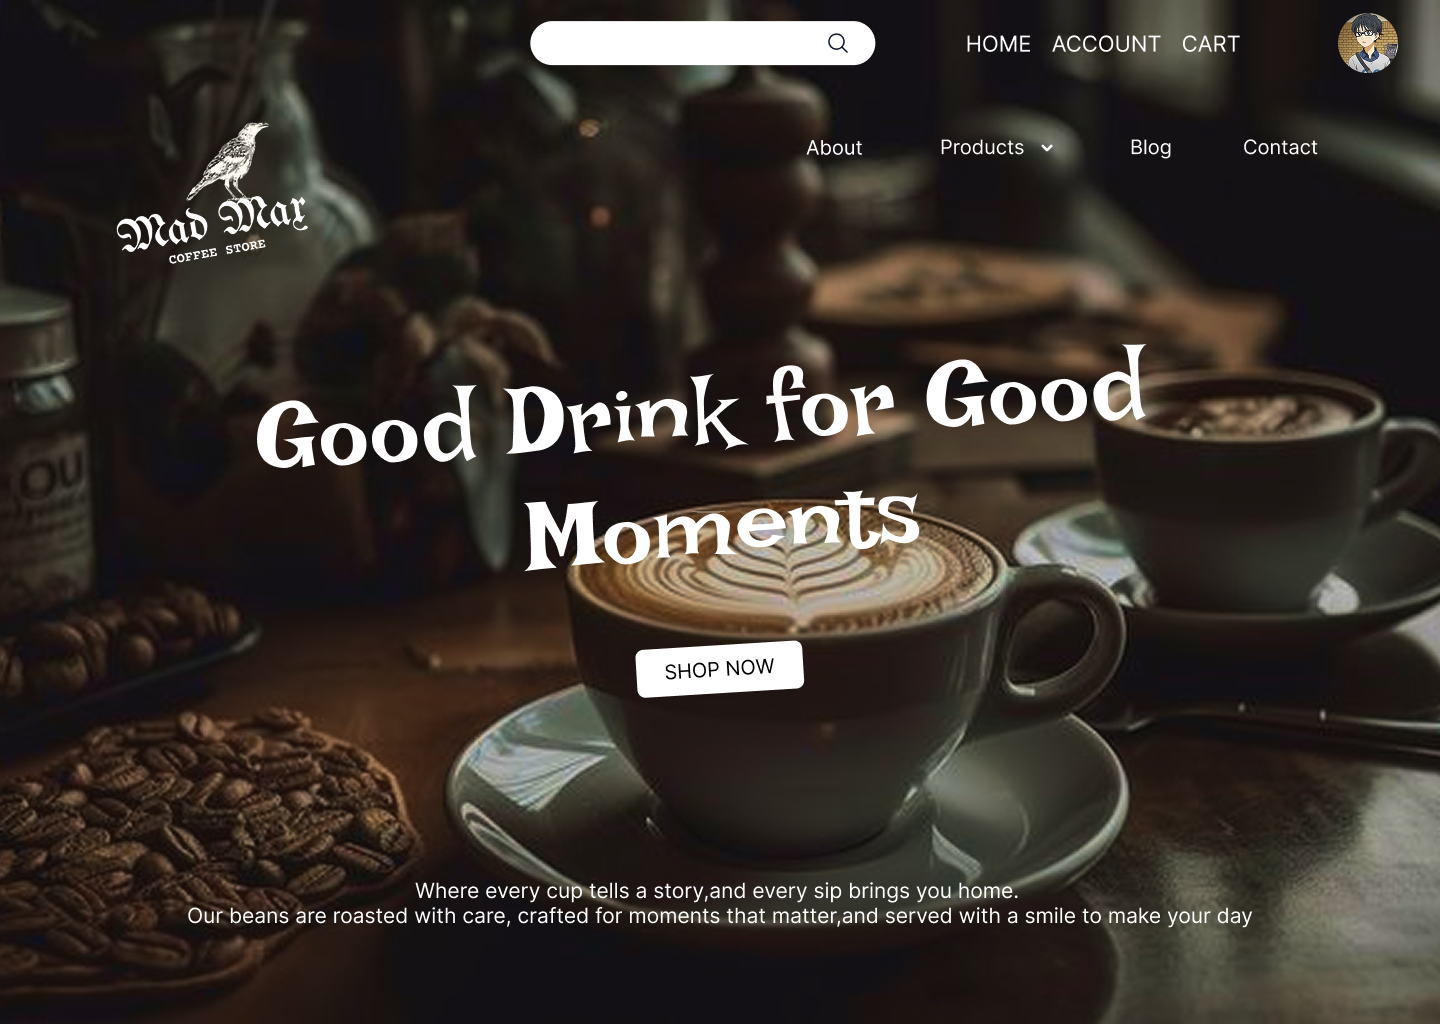 HOME ACCOUNT CART
About Products Blog Contact
Mad Max
COFFEE STORE
Good Drink for Good
Moments
SHOP NOW
Where every cup tells a story,and every sip brings you home.
Our beans are roasted with care, crafted for moments that matter,and served with a smile to make your day